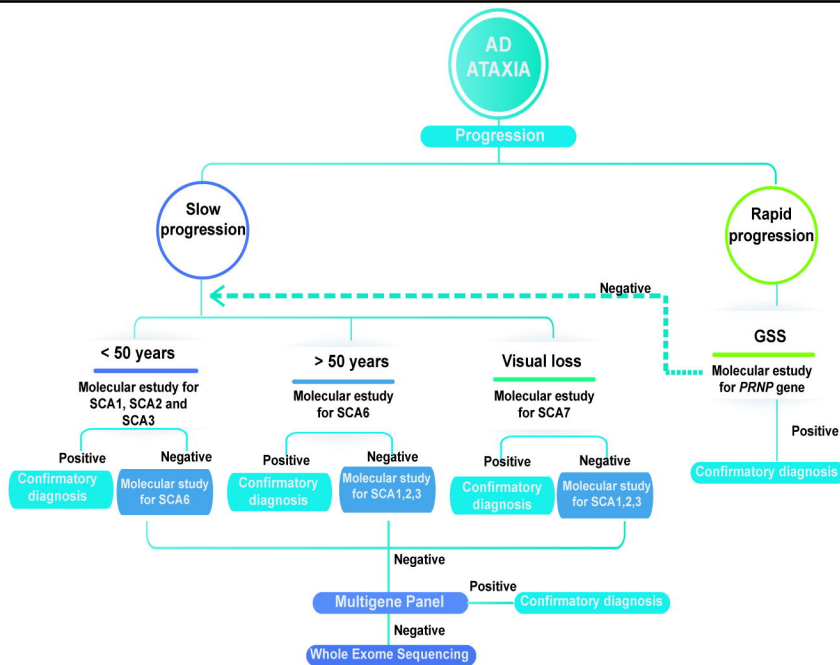 AD
ATAXIA
Progression
Slow
progression
Rapid
progression
Negative
< 50 years
Molecular estudy for
SCA1, SCA2 and
SCA3
> 50 years
Molecular estudy
for SCA6
Visual loss
Molecular estudy
for SCA7
GSS
Molecular estudy
for PRNP gene
Positive
Negative
Positive
Negative
Positive
Negative
Positive
Confirmatory
diagnosis
Molecular study
for SCA6
Confirmatory
diagnosis
Molecular study
for SCA1,2,3
Confirmatory
diagnosis
Molecular study
for SCA1,2,3
Confirmatory diagnosis
Negative
Multigene Panel
Positive
Confirmatory diagnosis
Negative
Whole Exome Sequencing